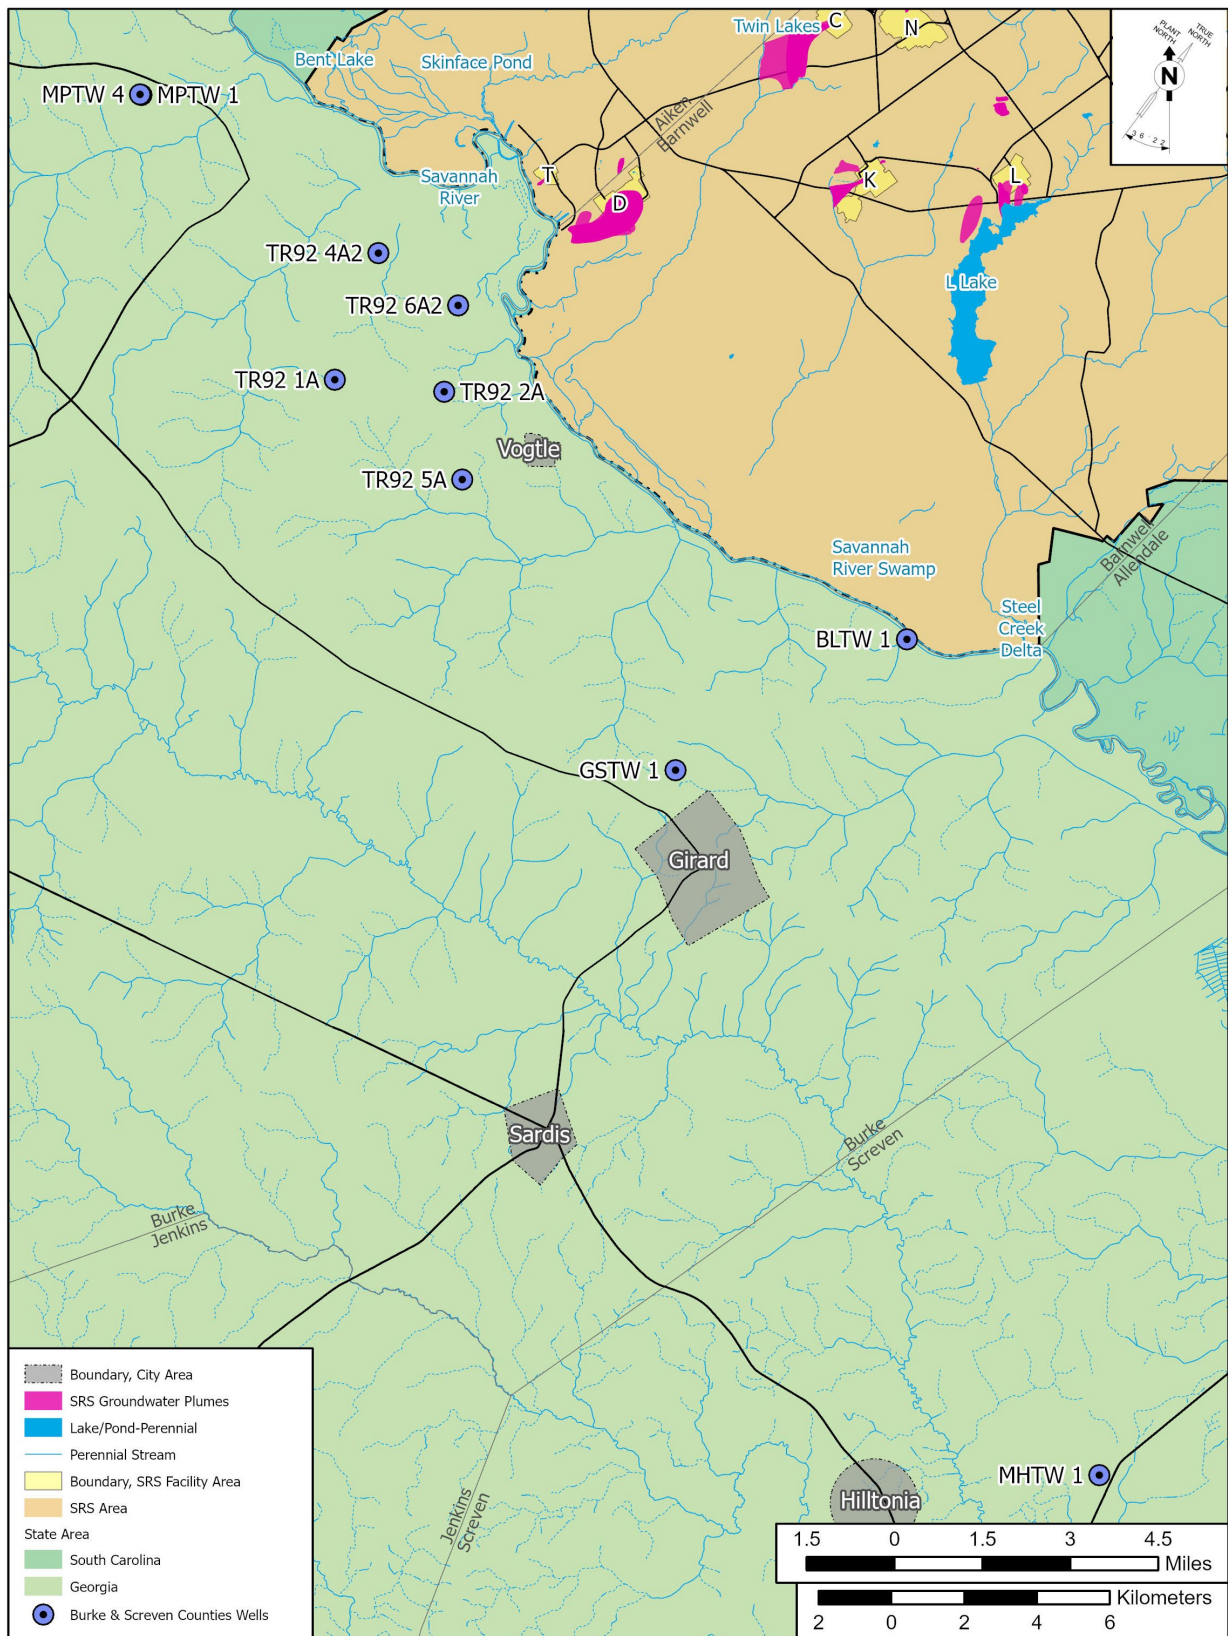 C
N
Twin Lakes
PLANT
NORTH
TRUE
NORTH
N
36°22'
Bent Lake
Skinface Pond
MPTW 4
MPTW 1
Aiken
Barnwell
Savannah
River
T
D
K
L
TR92 4A2
L Lake
TR92 6A2
TR92 1A
TR92 2A
Vogtle
TR92 5A
Savannah
River Swamp
Barnwell
Allendale
Steel
Creek
Delta
BLTW 1
GSTW 1
Girard
Sardis
Burke
Screven
Burke
Jenkins
Boundary, City Area
SRS Groundwater Plumes
Lake/Pond-Perennial
Perennial Stream
Boundary, SRS Facility Area
SRS Area
State Area
South Carolina
Georgia
Burke & Screven Counties Wells
Jenkins
Screven
MHTW 1
Hilltonia
1.5 0 1.5 3 4.5
Miles
Kilometers
2 0 2 4 6